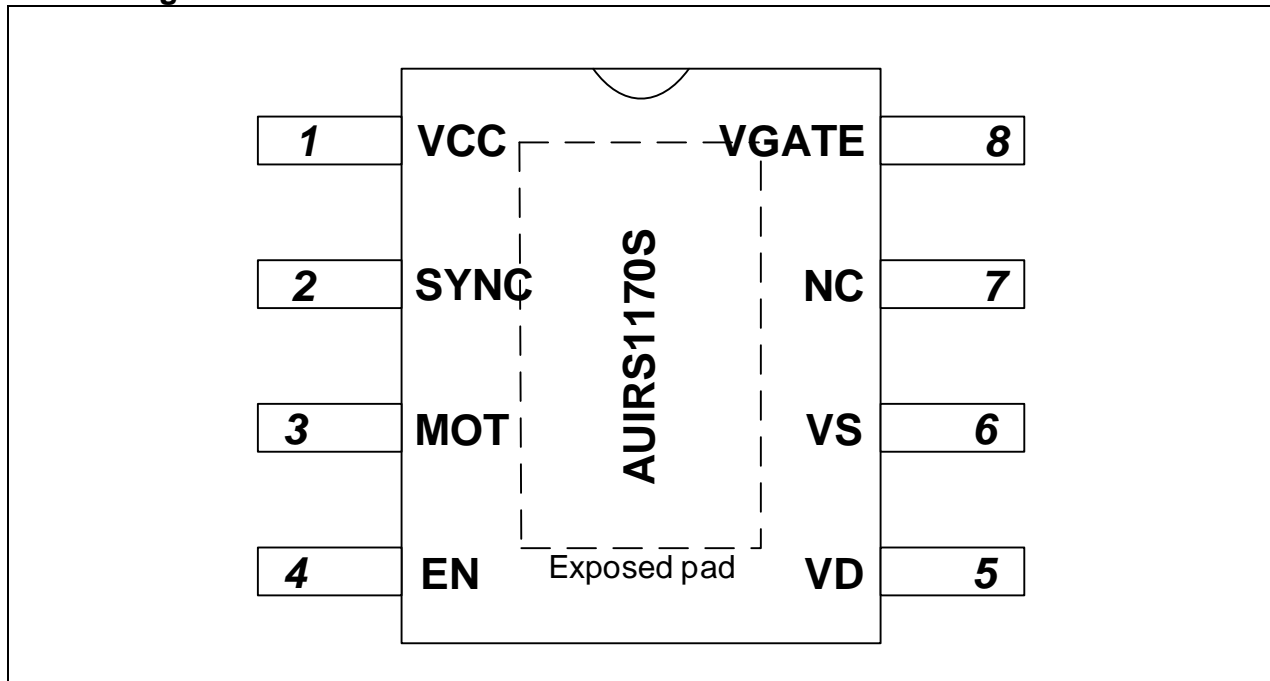 1 VCC VGATE 8
2 SYNC NC 7
3 MOT VS 6
4 EN VD 5
AUIRS1170S
Exposed pad